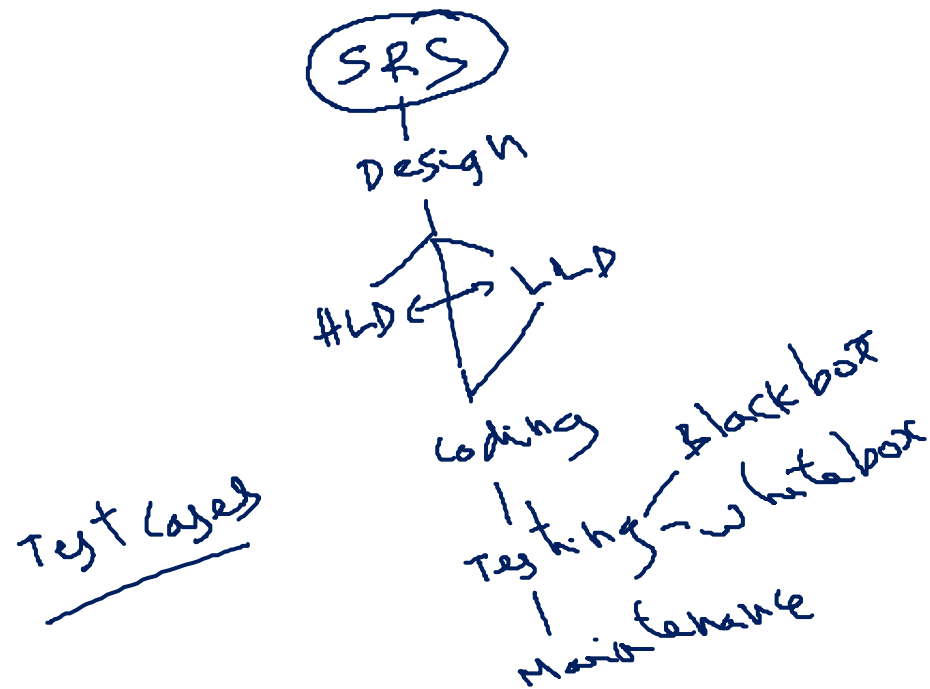 SRS
Design
HLD
LLD
Coding
Black box
White box
Testing
Test Cases
Maintenance